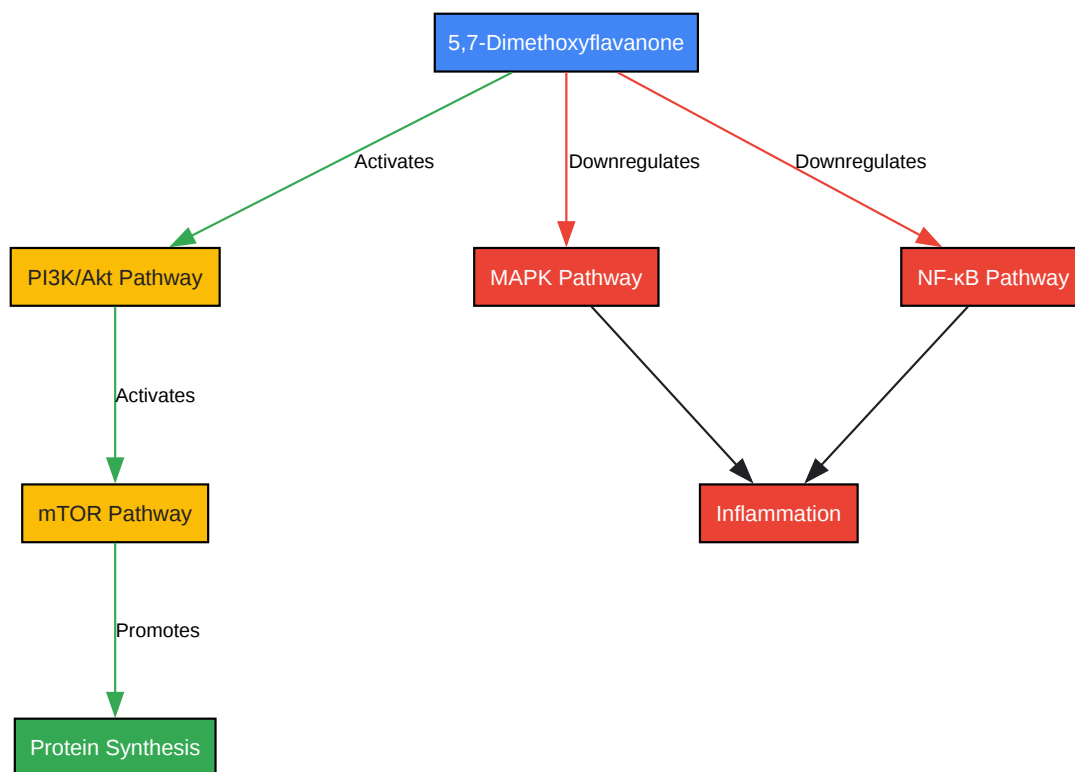 5,7-Dimethoxyflavanone
Activates
Downregulates
Downregulates
PI3K/Akt Pathway
MAPK Pathway
NF-κB Pathway
Activates
mTOR Pathway
Inflammation
Promotes
Protein Synthesis